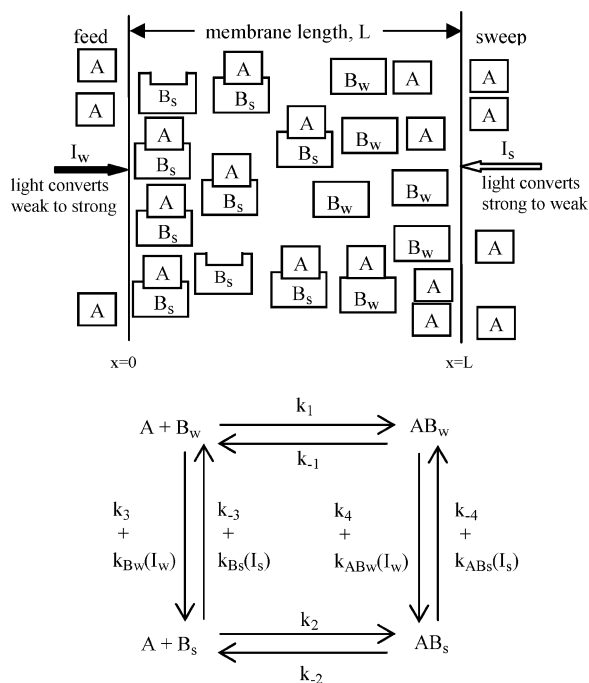 feed membrane length, L sweep
A A B_w A A
B_s B_s
A A A
A B_w A
B_s B_s
I_w I_s
A
light converts weak to strong
B_s B_w B_w
light converts strong to weak
A
B_s
B_w
A
B_s A A A
A B_s B_s B_w A A A
x=0 x=L
k_1
A + B_w AB_w
k_-1
k_3 k_-3 k_4 k_-4
+ + + +
k_Bw(I_w) k_Bs(I_s) k_ABw(I_w) k_ABs(I_s)
k_2
A + B_s AB_s
k_-2